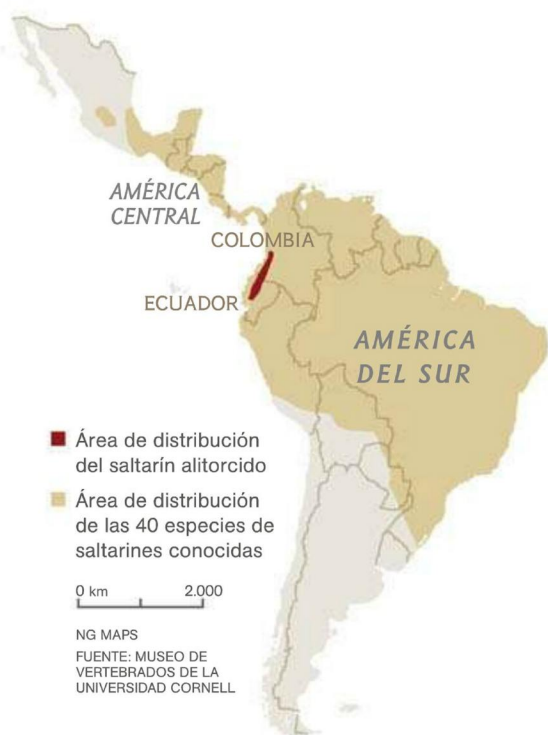 AMÉRICA
CENTRAL
COLOMBIA
ECUADOR
AMÉRICA
DEL SUR
Área de distribución
del saltarín alitorcido
Área de distribución
de las 40 especies de
saltarines conocidas
0 km 2.000
NG MAPS
FUENTE: MUSEO DE
VERTEBRADOS DE LA
UNIVERSIDAD CORNELL